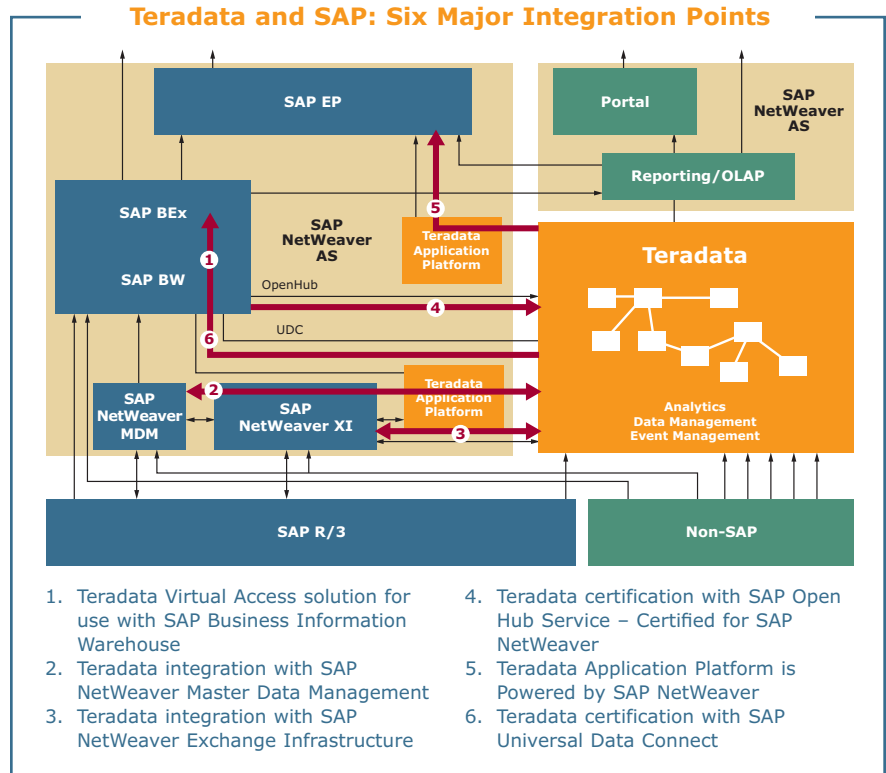 Teradata and SAP: Six Major Integration Points
SAP EP
Portal
SAP
NetWeaver
AS
Reporting/OLAP
SAP BEx
SAP BW
SAP
NetWeaver
AS
5
Teradata
Application
Platform
Teradata
1
OpenHub
4
UDC
6
Teradata
Application
Platform
2
SAP
NetWeaver
MDM
SAP
NetWeaver XI
3
Analytics
Data Management
Event Management
SAP R/3
Non-SAP
1. Teradata Virtual Access solution for
use with SAP Business Information
Warehouse
2. Teradata integration with SAP
NetWeaver Master Data Management
3. Teradata integration with SAP
NetWeaver Exchange Infrastructure
4. Teradata certification with SAP Open
Hub Service – Certified for SAP
NetWeaver
5. Teradata Application Platform is
Powered by SAP NetWeaver
6. Teradata certification with SAP
Universal Data Connect